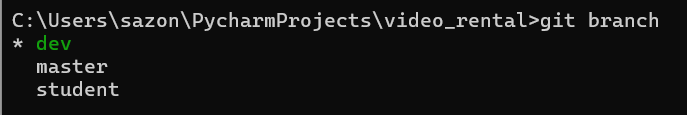 C:\Users\sazon\PycharmProjects\video_rental>git branch
* dev
  master
  student